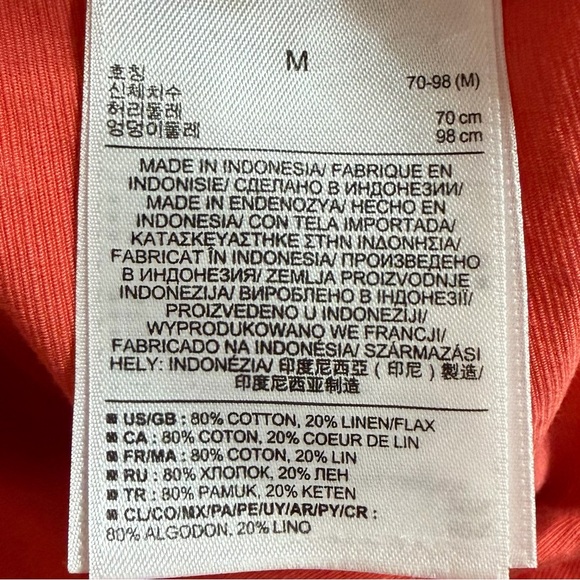 M
호칭 70-98 (M)
신체치수
허리둘레 70 cm
엉덩이둘레 98 cm
MADE IN INDONESIA/ FABRIQUE EN
INDONISIE/ СДЕЛАНО В ИНДОНЕЗИИ/
MADE IN ENDENOZYA/ HECHO EN
INDONESIA/ CON TELA IMPORTADA/
ΚΑΤΑΣΚΕΥΑΣΤΗΚΕ ΣΤΗΝ ΙΝΔΟΝΗΣΙΑ/
FABRICAT ÎN INDONESIA/ ПРОИЗВЕДЕНО
В ИНДОНЕЗИЯ/ ZEMLJA PROIZVODNJE
INDONEZIJA/ ВИРОБЛЕНО В ІНДОНЕЗІЇ/
PROIZVEDENO U INDONEZIJI/
WYPRODUKOWANO WE FRANCJI/
FABRICADO NA INDONÉSIA/ SZÁRMAZÁSI
HELY: INDONÉZIA/ 印度尼西亞 ( 印尼 ) 製造/
印度尼西亚制造
US/GB : 80% COTTON, 20% LINEN/FLAX
CA : 80% COTON, 20% COEUR DE LIN
FR/MA : 80% COTON, 20% LIN
RU : 80% ХЛОПОК, 20% ЛЕН
TR : 80% PAMUK, 20% KETEN
CL/CO/MX/PA/PE/UY/AR/PY/CR :
80% ALGODON, 20% LINO